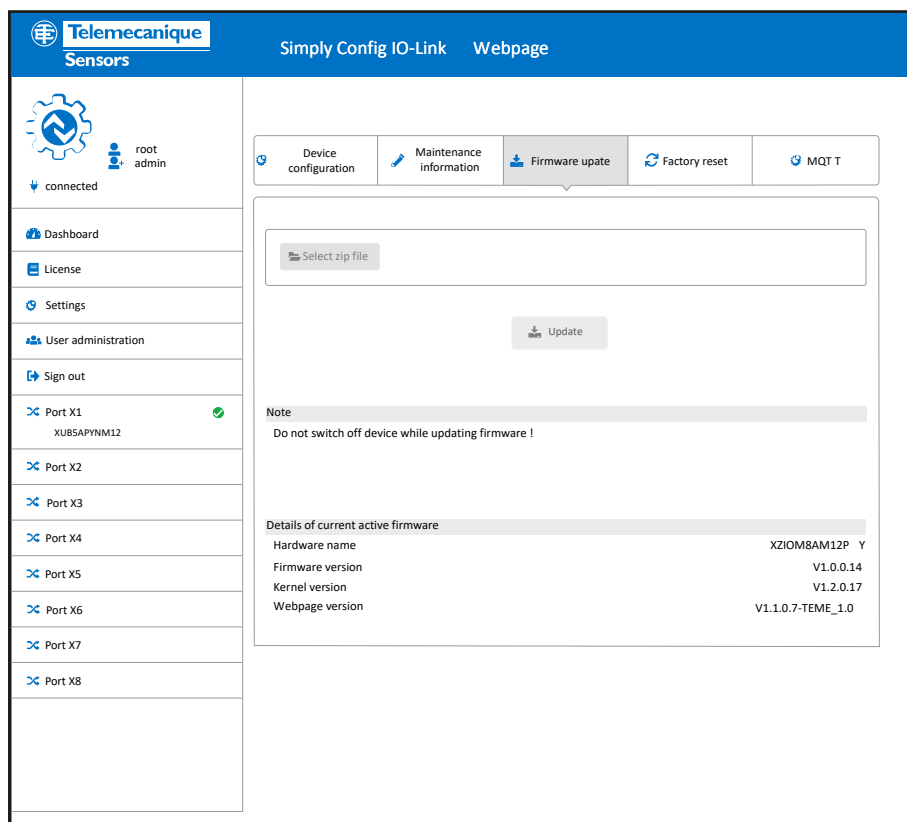 Telemecanique
Sensors
Simply Config IO-Link Webpage
root
admin
connected
Dashboard
License
Settings
User administration
Sign out
Port X1
XUB5APYNM12
Port X2
Port X3
Port X4
Port X5
Port X6
Port X7
Port X8
Device
configuration
Maintenance
information
Firmware upate
Factory reset
MQT T
Select zip file
Update
Note
Do not switch off device while updating firmware !
Details of current active firmware
Hardware name XZIOM8AM12P Y
Firmware version V1.0.0.14
Kernel version V1.2.0.17
Webpage version V1.1.0.7-TEME_1.0